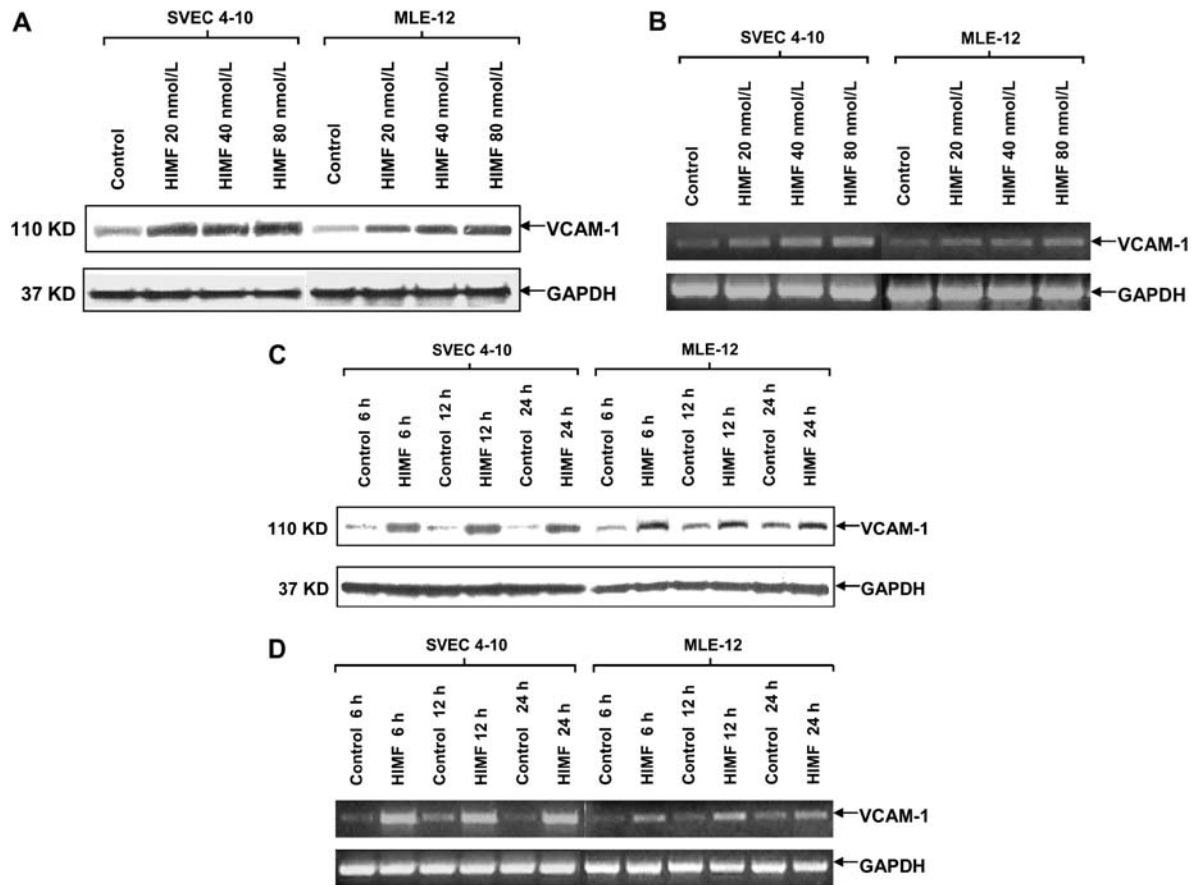 A
SVEC 4-10
MLE-12
Control
HIMF 20 nmol/L
HIMF 40 nmol/L
HIMF 80 nmol/L
Control
HIMF 20 nmol/L
HIMF 40 nmol/L
HIMF 80 nmol/L
110 KD
VCAM-1
37 KD
GAPDH
B
SVEC 4-10
MLE-12
Control
HIMF 20 nmol/L
HIMF 40 nmol/L
HIMF 80 nmol/L
Control
HIMF 20 nmol/L
HIMF 40 nmol/L
HIMF 80 nmol/L
VCAM-1
GAPDH
C
SVEC 4-10
MLE-12
Control 6 h
HIMF 6 h
Control 12 h
HIMF 12 h
Control 24 h
HIMF 24 h
Control 6 h
HIMF 6 h
Control 12 h
HIMF 12 h
Control 24 h
HIMF 24 h
110 KD
VCAM-1
37 KD
GAPDH
D
SVEC 4-10
MLE-12
Control 6 h
HIMF 6 h
Control 12 h
HIMF 12 h
Control 24 h
HIMF 24 h
Control 6 h
HIMF 6 h
Control 12 h
HIMF 12 h
Control 24 h
HIMF 24 h
VCAM-1
GAPDH